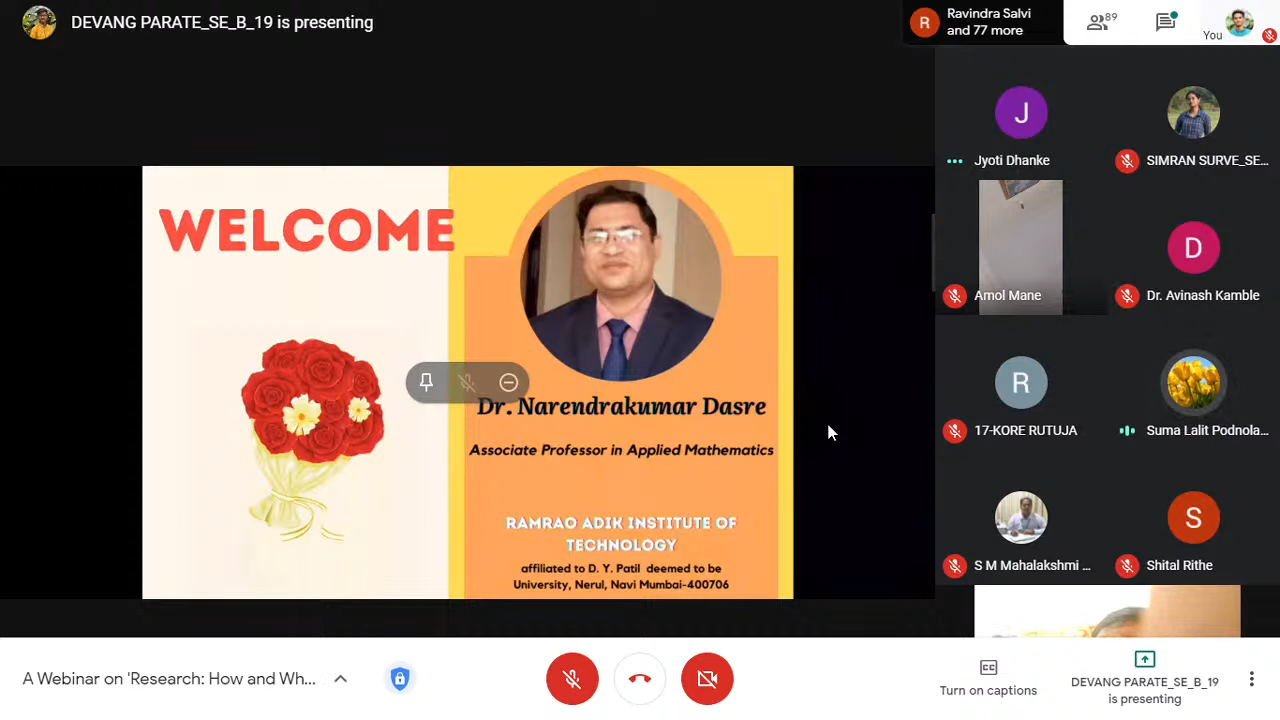 DEVANG PARATE_SE_B_19 is presenting
R
Ravindra Salvi
and 77 more
89
You
WELCOME
Dr. Narendrakumar Dasre
Associate Professor in Applied Mathematics
RAMRAO ADIK INSTITUTE OF
TECHNOLOGY
affiliated to D. Y. Patil deemed to be
University, Nerul, Navi Mumbai-400706
J
Jyoti Dhanke
SIMRAN SURVE_SE...
Amol Mane
D
Dr. Avinash Kamble
R
17-KORE RUTUJA
Suma Lalit Podnola...
S M Mahalakshmi ...
S
Shital Rithe
A Webinar on 'Research: How and Wh...
CC
Turn on captions
DEVANG PARATE_SE_B_19
is presenting